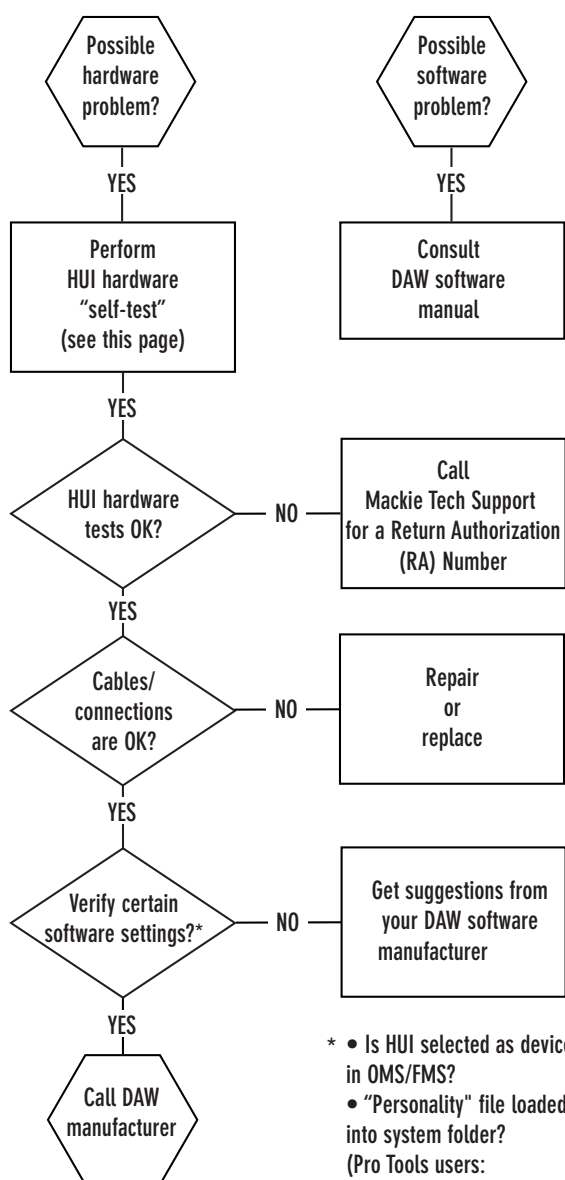 Possible
hardware
problem?
YES
Perform
HUI hardware
“self-test”
(see this page)
YES
HUI hardware
tests OK?
NO
Call
Mackie Tech Support
for a Return Authorization
(RA) Number
YES
Cables/
connections
are OK?
NO
Repair
or
replace
YES
Verify certain
software settings?*
NO
Get suggestions from
your DAW software
manufacturer
YES
Call DAW
manufacturer
Possible
software
problem?
YES
Consult
DAW software
manual
* • Is HUI selected as device
in OMS/FMS?
• “Personality" file loaded
into system folder?
(Pro Tools users: